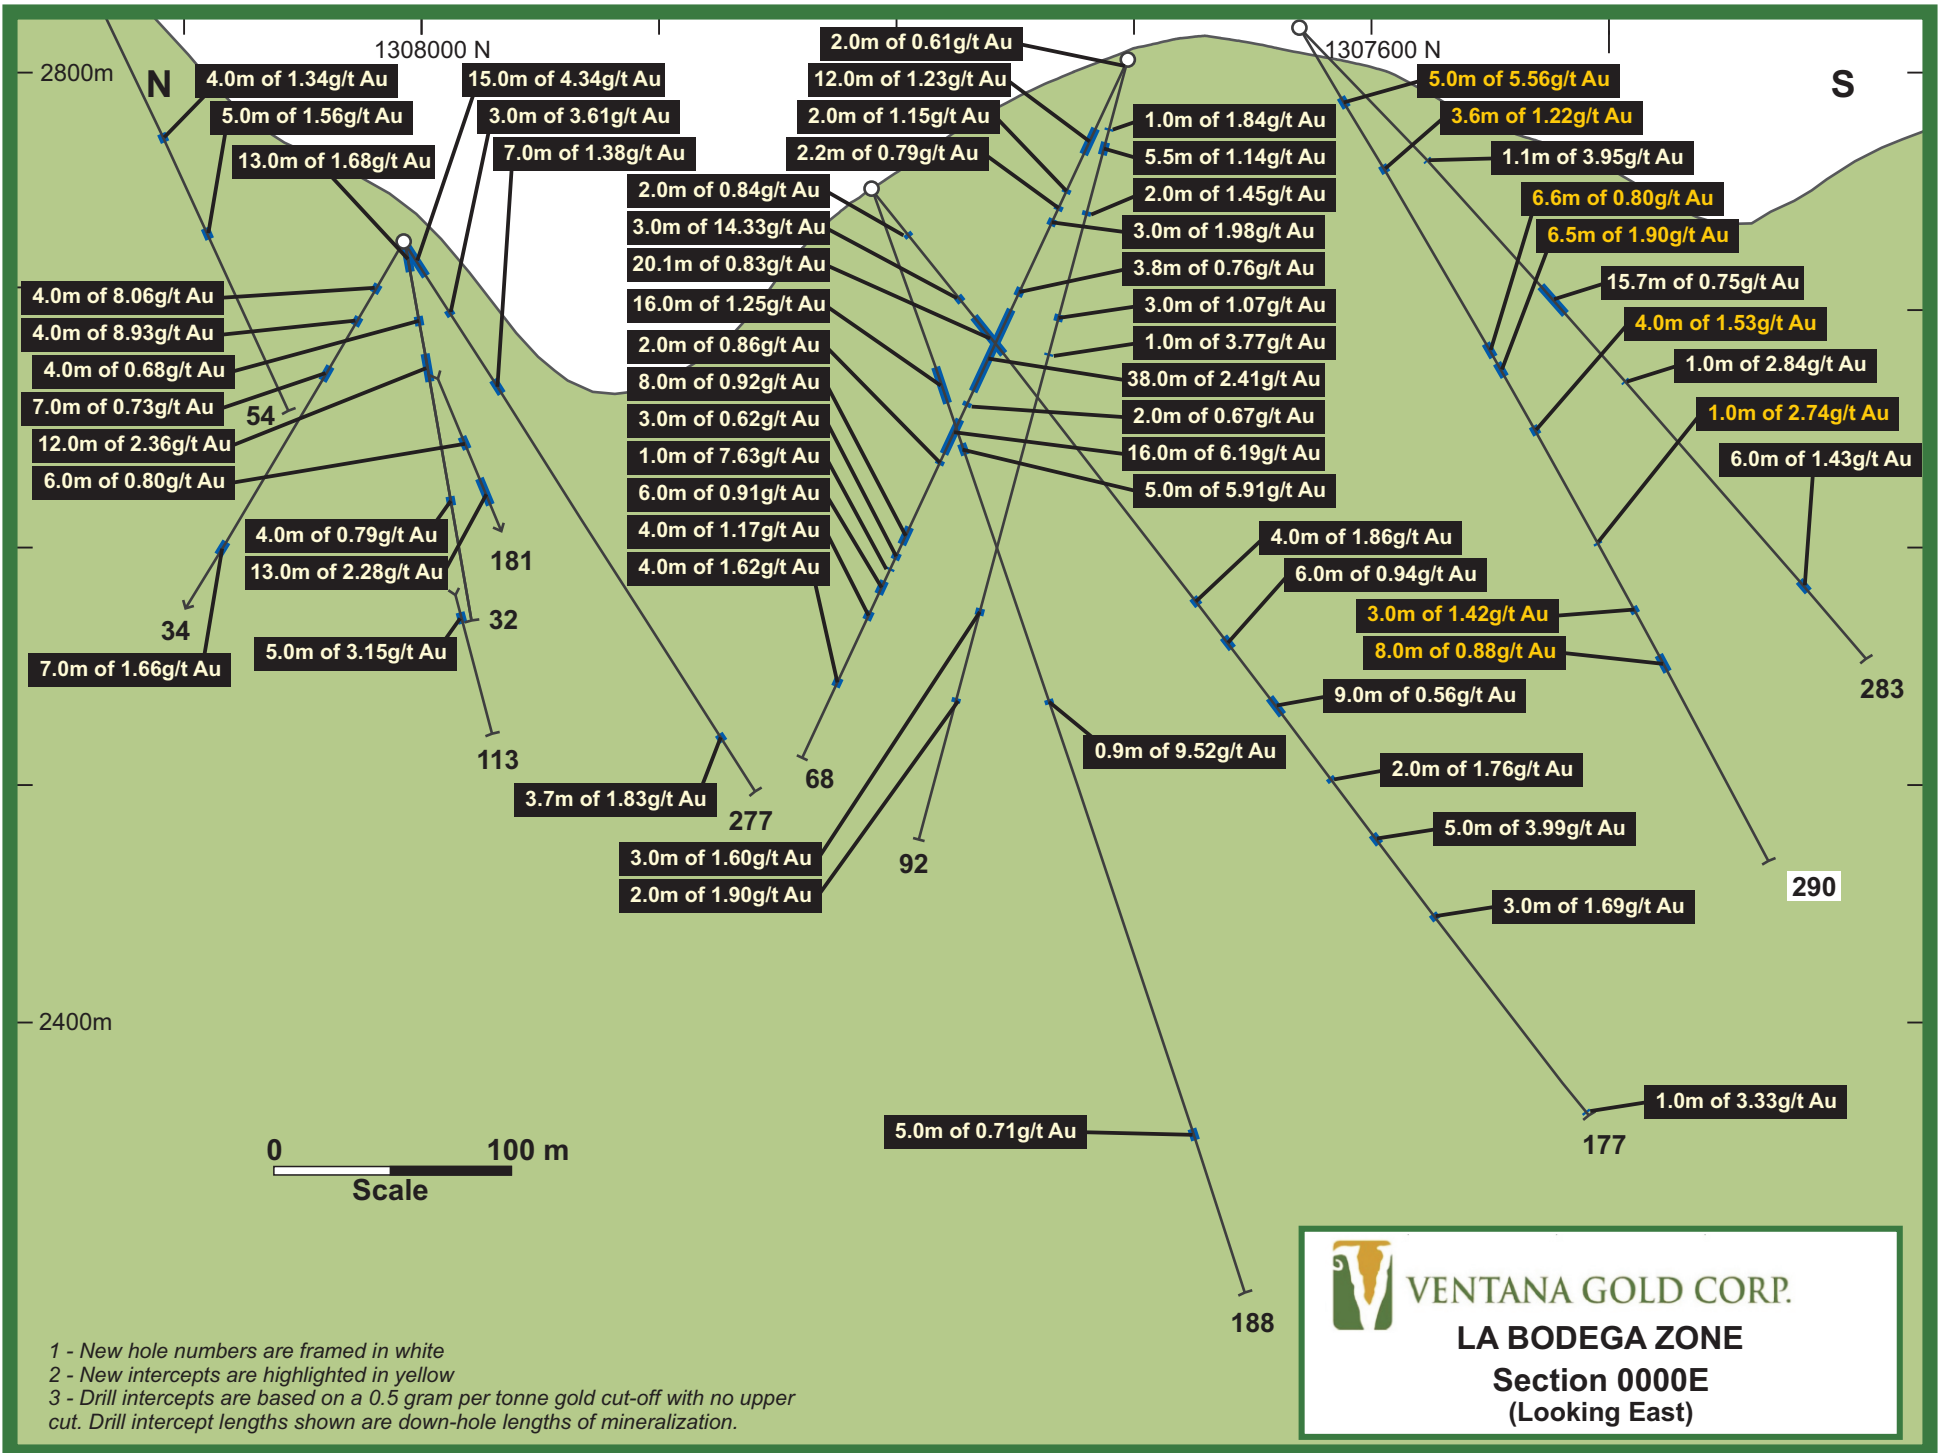 1308000 N
1307600 N
2800m
N
S
4.0m of 1.34g/t Au
5.0m of 1.56g/t Au
13.0m of 1.68g/t Au
15.0m of 4.34g/t Au
3.0m of 3.61g/t Au
7.0m of 1.38g/t Au
4.0m of 8.06g/t Au
4.0m of 8.93g/t Au
4.0m of 0.68g/t Au
7.0m of 0.73g/t Au
12.0m of 2.36g/t Au
6.0m of 0.80g/t Au
54
4.0m of 0.79g/t Au
13.0m of 2.28g/t Au
181
34
32
5.0m of 3.15g/t Au
7.0m of 1.66g/t Au
113
3.7m of 1.83g/t Au
277
2.0m of 0.61g/t Au
12.0m of 1.23g/t Au
2.0m of 1.15g/t Au
2.2m of 0.79g/t Au
2.0m of 0.84g/t Au
3.0m of 14.33g/t Au
20.1m of 0.83g/t Au
16.0m of 1.25g/t Au
2.0m of 0.86g/t Au
8.0m of 0.92g/t Au
3.0m of 0.62g/t Au
1.0m of 7.63g/t Au
6.0m of 0.91g/t Au
4.0m of 1.17g/t Au
4.0m of 1.62g/t Au
68
3.0m of 1.60g/t Au
2.0m of 1.90g/t Au
92
1.0m of 1.84g/t Au
5.5m of 1.14g/t Au
2.0m of 1.45g/t Au
3.0m of 1.98g/t Au
3.8m of 0.76g/t Au
3.0m of 1.07g/t Au
1.0m of 3.77g/t Au
38.0m of 2.41g/t Au
2.0m of 0.67g/t Au
16.0m of 6.19g/t Au
5.0m of 5.91g/t Au
4.0m of 1.86g/t Au
6.0m of 0.94g/t Au
9.0m of 0.56g/t Au
0.9m of 9.52g/t Au
2.0m of 1.76g/t Au
5.0m of 3.99g/t Au
3.0m of 1.69g/t Au
1.0m of 3.33g/t Au
177
5.0m of 0.71g/t Au
188
5.0m of 5.56g/t Au
3.6m of 1.22g/t Au
1.1m of 3.95g/t Au
6.6m of 0.80g/t Au
6.5m of 1.90g/t Au
15.7m of 0.75g/t Au
4.0m of 1.53g/t Au
1.0m of 2.84g/t Au
1.0m of 2.74g/t Au
6.0m of 1.43g/t Au
3.0m of 1.42g/t Au
8.0m of 0.88g/t Au
283
290
2400m
0 100 m
Scale
1 - New hole numbers are framed in white
2 - New intercepts are highlighted in yellow
3 - Drill intercepts are based on a 0.5 gram per tonne gold cut-off with no upper
cut. Drill intercept lengths shown are down-hole lengths of mineralization.
VENTANA GOLD CORP.
LA BODEGA ZONE
Section 0000E
(Looking East)